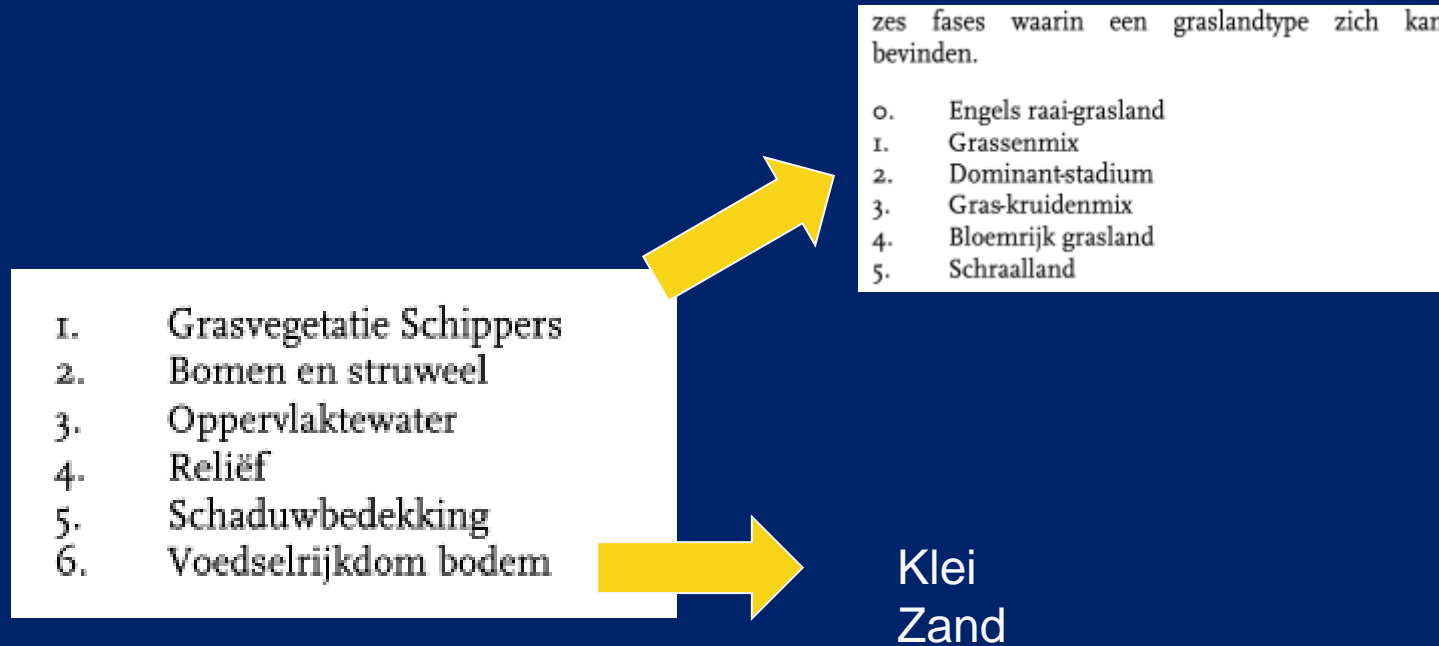 zes fases waarin een graslandtype zich kan
bevinden.
0. Engels raai-grasland
1. Grassenmix
2. Dominant-stadium
3. Gras-kruidenmix
4. Bloemrijk grasland
5. Schraalland
1. Grasvegetatie Schippers
2. Bomen en struweel
3. Oppervlaktewater
4. Reliëf
5. Schaduwbedekking
6. Voedselrijkdom bodem
Klei
Zand